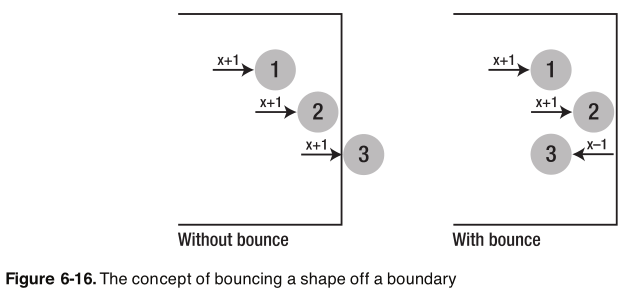 x+1 1
x+1 2
x+1 3
Without bounce
x+1 1
x+1 2
3 x–1
With bounce
Figure 6-16. The concept of bouncing a shape off a boundary